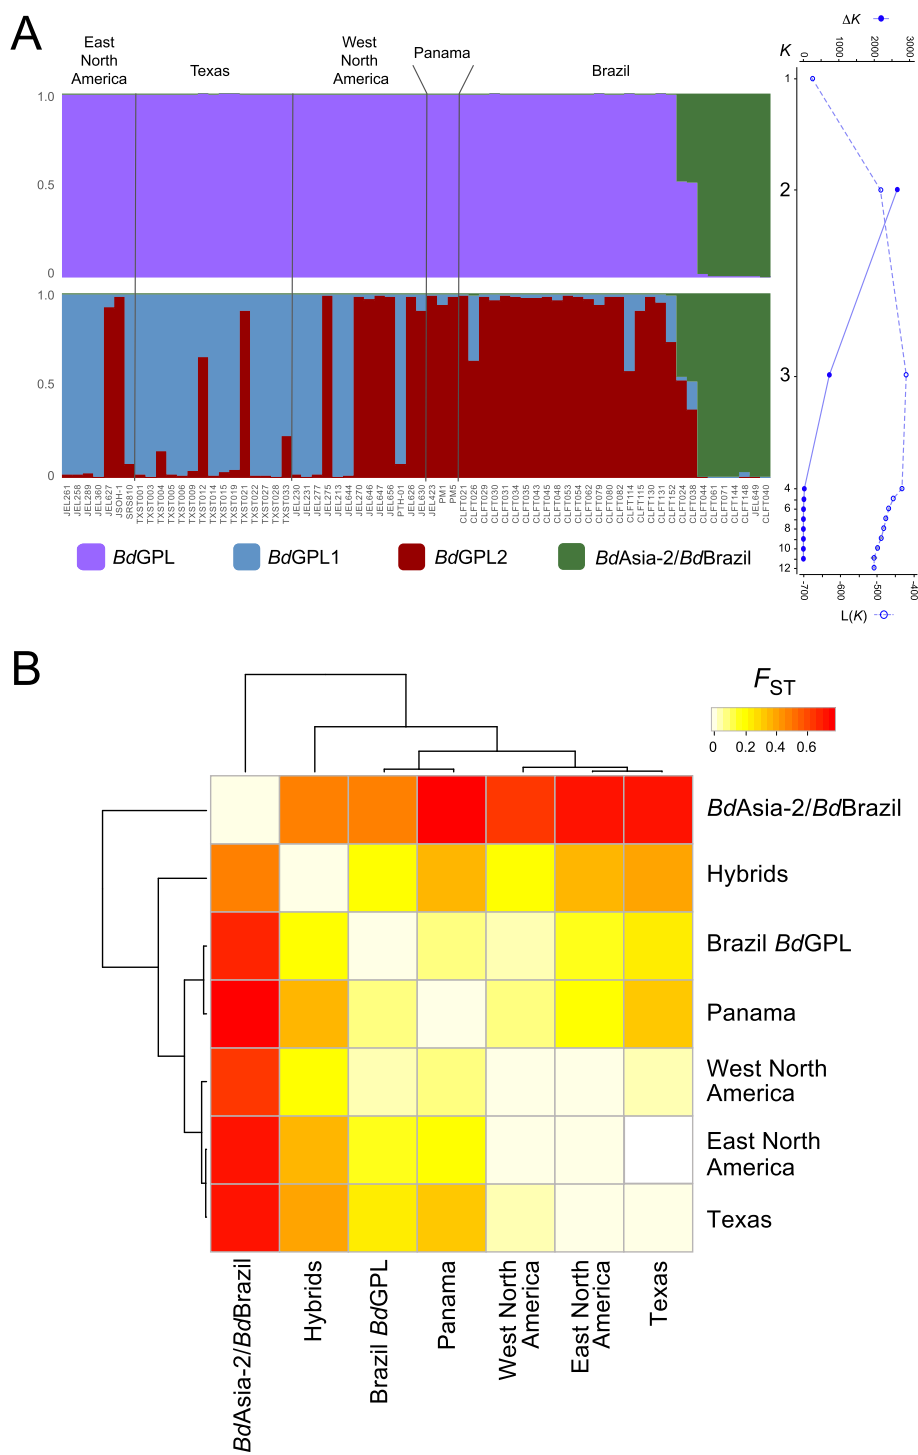 A
East
North
America
Texas
West
North
America
Panama
Brazil
1.0
0.5
0
1.0
0.5
0
JEL261
JEL258
JEL289
JEL360
JEL627
JSOH-1
SRS810
TXST001
TXST003
TXST004
TXST005
TXST006
TXST009
TXST012
TXST014
TXST015
TXST019
TXST021
TXST022
TXST027
TXST028
TXST033
JEL230
JEL231
JEL277
JEL275
JEL213
JEL644
JEL270
JEL646
JEL647
JEL656
PTH-01
JEL626
JEL630
JEL423
PM1
PM5
CLFT021
CLFT026
CLFT029
CLFT030
CLFT031
CLFT034
CLFT035
CLFT043
CLFT045
CLFT048
CLFT053
CLFT054
CLFT062
CLFT079
CLFT080
CLFT082
CLFT114
CLFT115
CLFT130
CLFT131
CLFT152
CLFT024
CLFT038
CLFT044
CLFT061
CLFT071
CLFT144
CLFT148
JEL649
CLFT040
BdGPL
BdGPL1
BdGPL2
BdAsia-2/BdBrazil
ΔK
K
0
1000
2000
3000
1
2
3
4
5
6
7
8
9
10
11
12
-700
-600
-500
-400
L(K)
B
FST
0
0.2
0.4
0.6
BdAsia-2/BdBrazil
Hybrids
Brazil BdGPL
Panama
West North
America
East North
America
Texas
BdAsia-2/BdBrazil
Hybrids
Brazil BdGPL
Panama
West North
America
East North
America
Texas